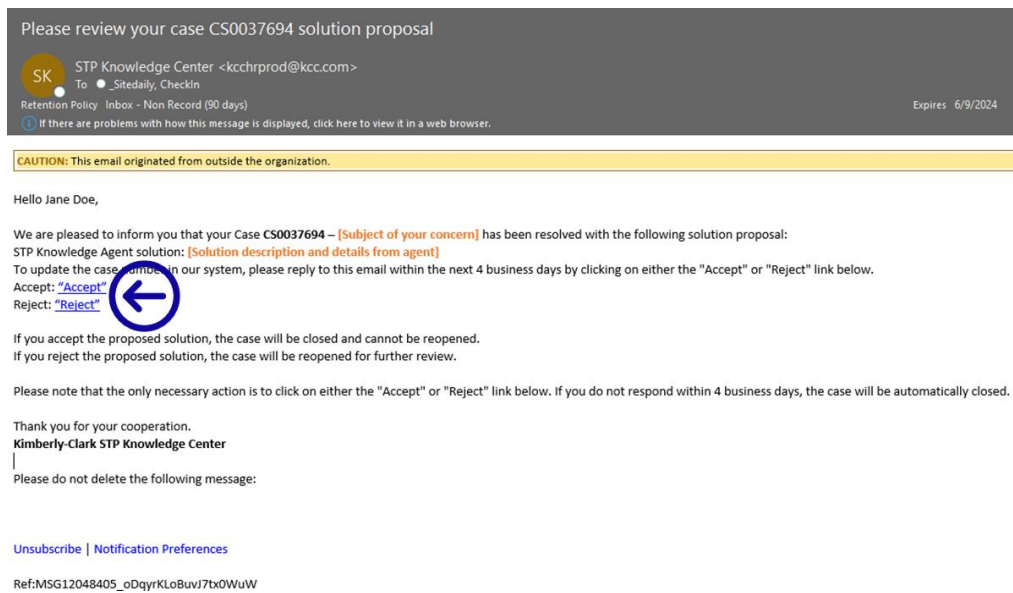 Please review your case CS0037694 solution proposal
SK
STP Knowledge Center <kcchrprod@kcc.com>
To _Sitedaily, CheckIn
Retention Policy Inbox - Non Record (90 days) Expires 6/9/2024
If there are problems with how this message is displayed, click here to view it in a web browser.
CAUTION: This email originated from outside the organization.
Hello Jane Doe,
We are pleased to inform you that your Case CS0037694 – [Subject of your concern] has been resolved with the following solution proposal:
STP Knowledge Agent solution: [Solution description and details from agent]
To update the case number in our system, please reply to this email within the next 4 business days by clicking on either the "Accept" or "Reject" link below.
Accept: “Accept”
Reject: “Reject”
If you accept the proposed solution, the case will be closed and cannot be reopened.
If you reject the proposed solution, the case will be reopened for further review.
Please note that the only necessary action is to click on either the "Accept" or "Reject" link below. If you do not respond within 4 business days, the case will be automatically closed.
Thank you for your cooperation.
Kimberly-Clark STP Knowledge Center
Please do not delete the following message:
Unsubscribe | Notification Preferences
Ref:MSG12048405_oDqyrKLoBuvJ7tx0WuW